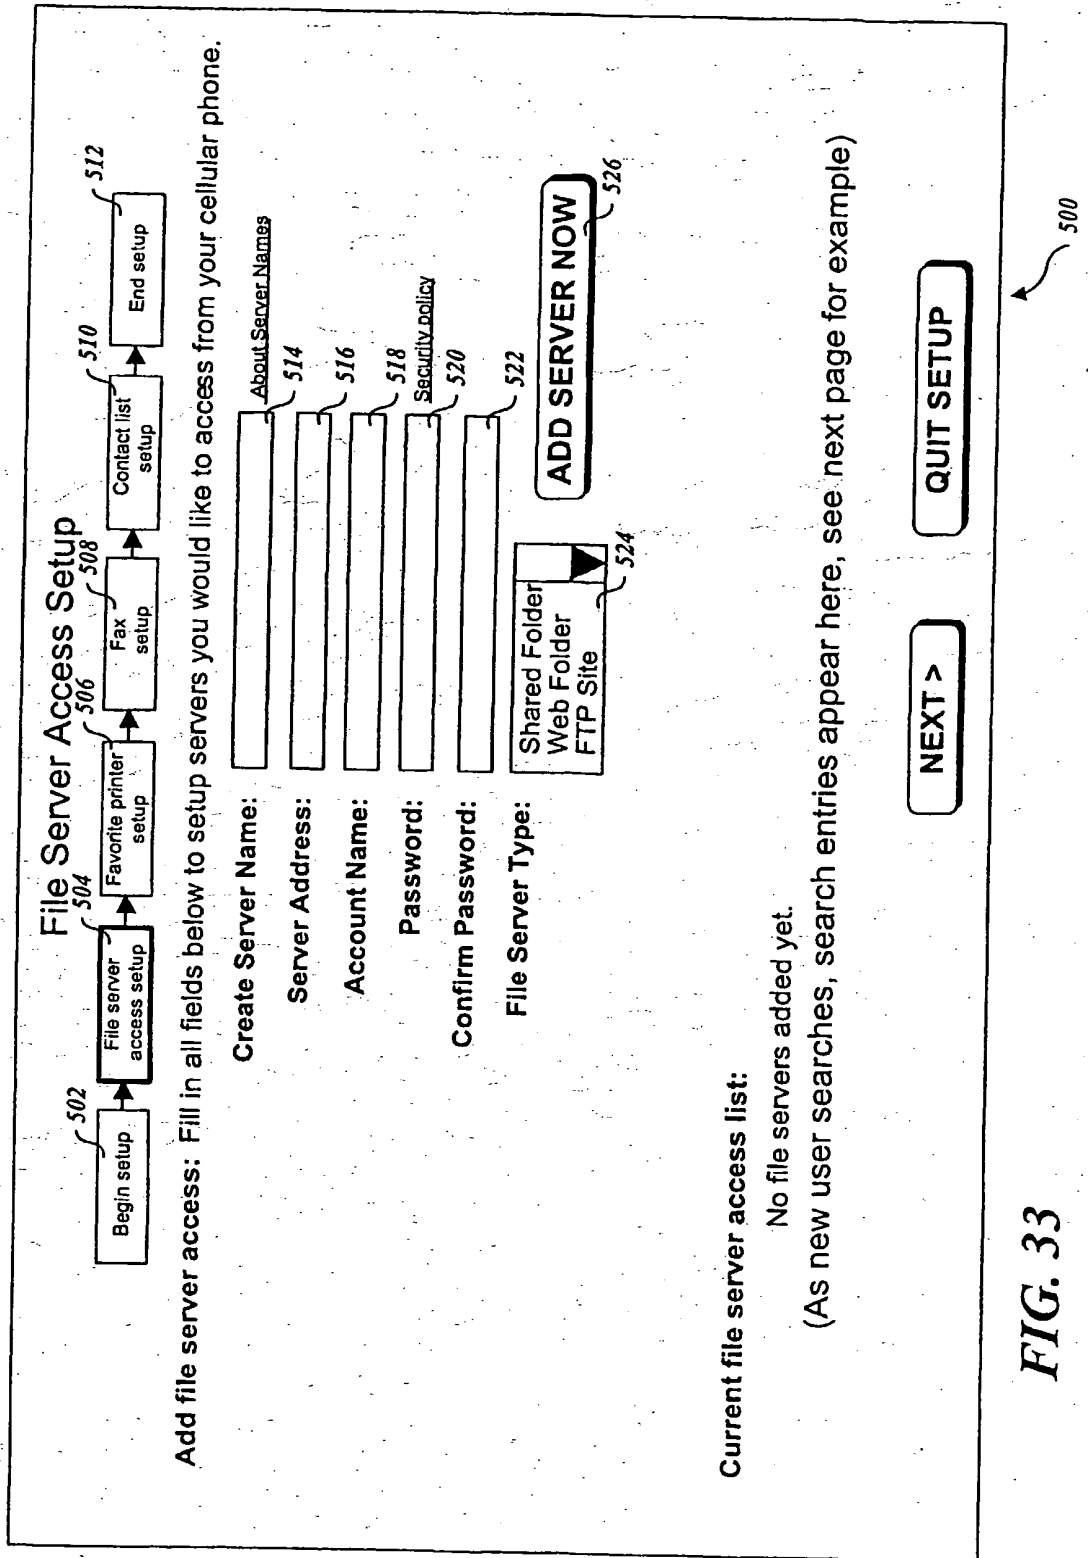 File Server Access Setup
502
504
506
508
510
512
Begin setup
File server
access setup
Favorite printer
setup
Fax
setup
Contact list
setup
End setup
Add file server access: Fill in all fields below to setup servers you would like to access from your cellular phone.
Create Server Name:
About Server Names
514
Server Address:
516
Account Name:
518
Password:
Security policy
520
Confirm Password:
522
File Server Type:
Shared Folder
Web Folder
FTP Site
524
ADD SERVER NOW
526
Current file server access list:
No file servers added yet.
(As new user searches, search entries appear here, see next page for example)
NEXT >
QUIT SETUP
500
FIG. 33